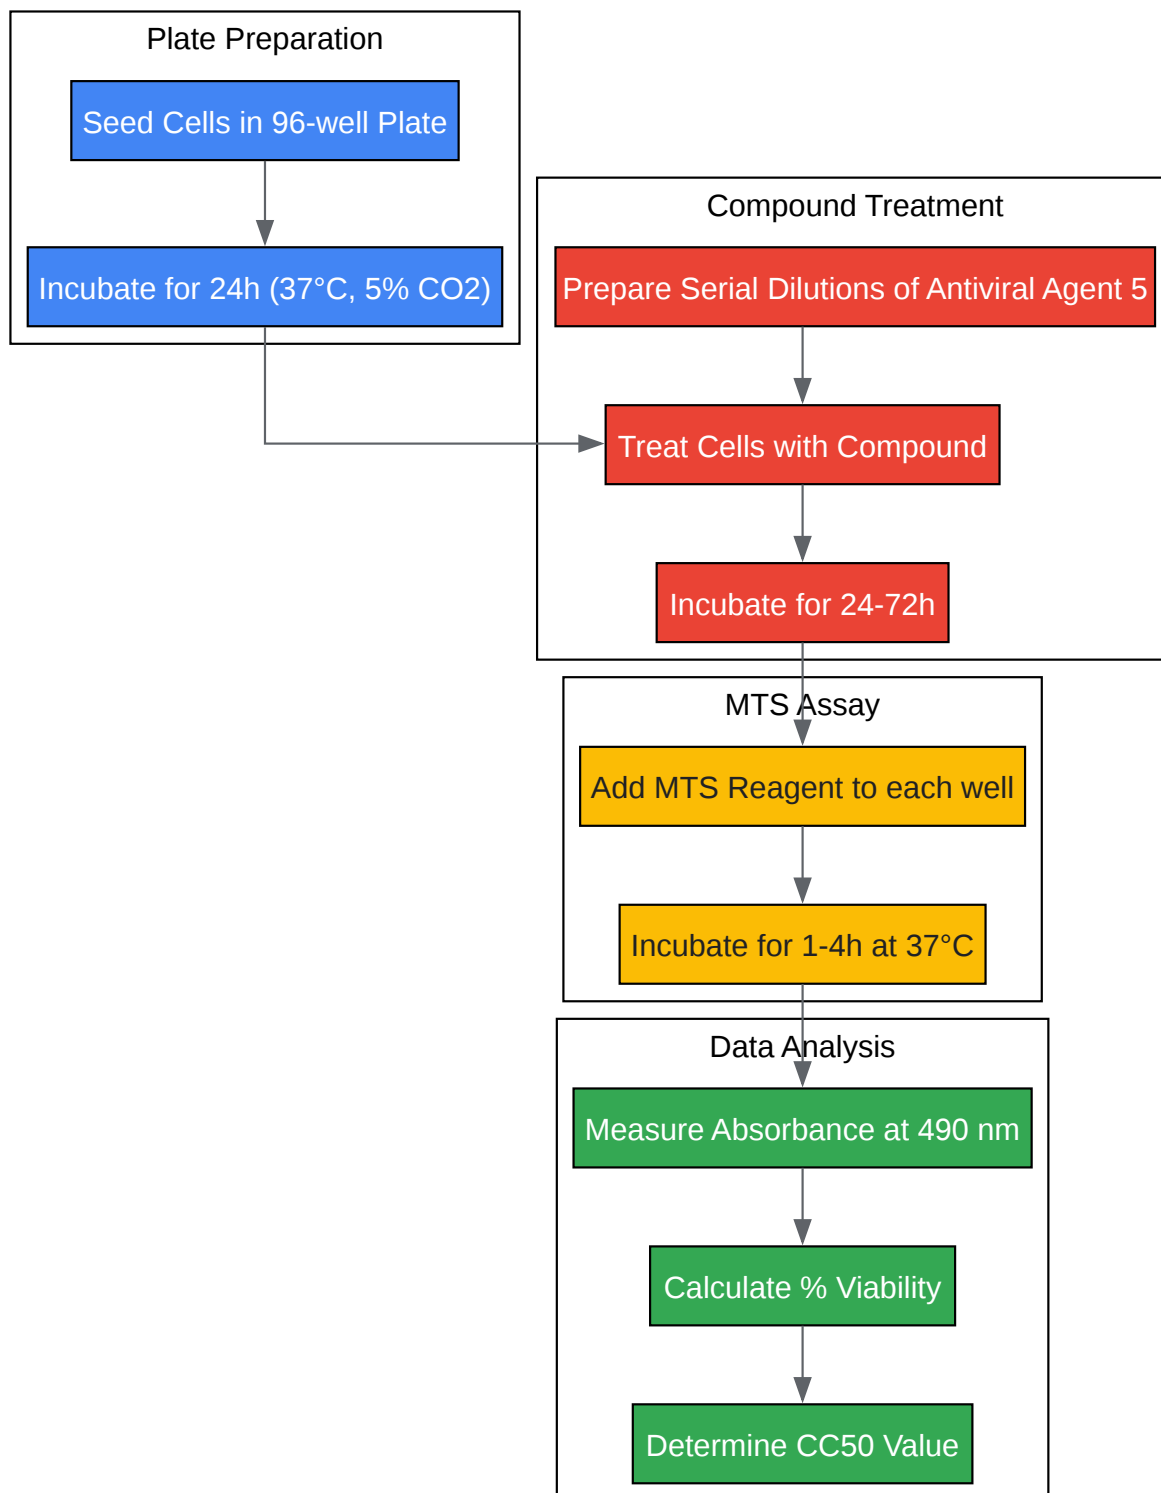 Plate Preparation
Seed Cells in 96-well Plate
Incubate for 24h (37°C, 5% CO2)
Compound Treatment
Prepare Serial Dilutions of Antiviral Agent 5
Treat Cells with Compound
Incubate for 24-72h
MTS Assay
Add MTS Reagent to each well
Incubate for 1-4h at 37°C
Data Analysis
Measure Absorbance at 490 nm
Calculate % Viability
Determine CC50 Value